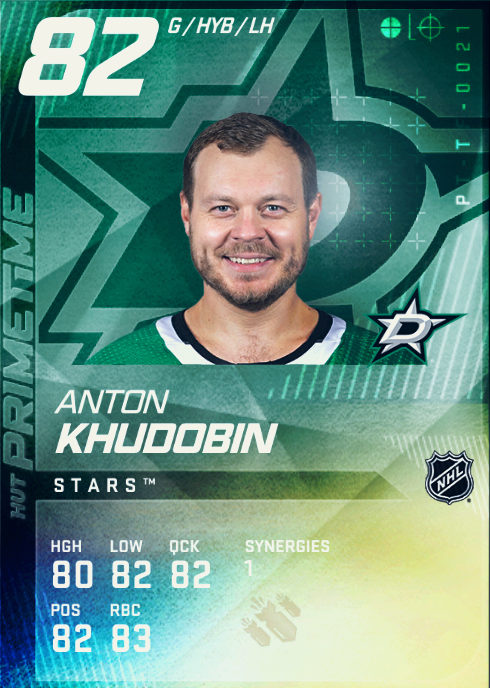 82
G / HYB / LH
PT-T -0021
HUT PRIMETIME
D
ANTON
KHUDOBIN
STARS™
NHL
HGH LOW QCK SYNERGIES
80 82 82 1
POS RBC
82 83